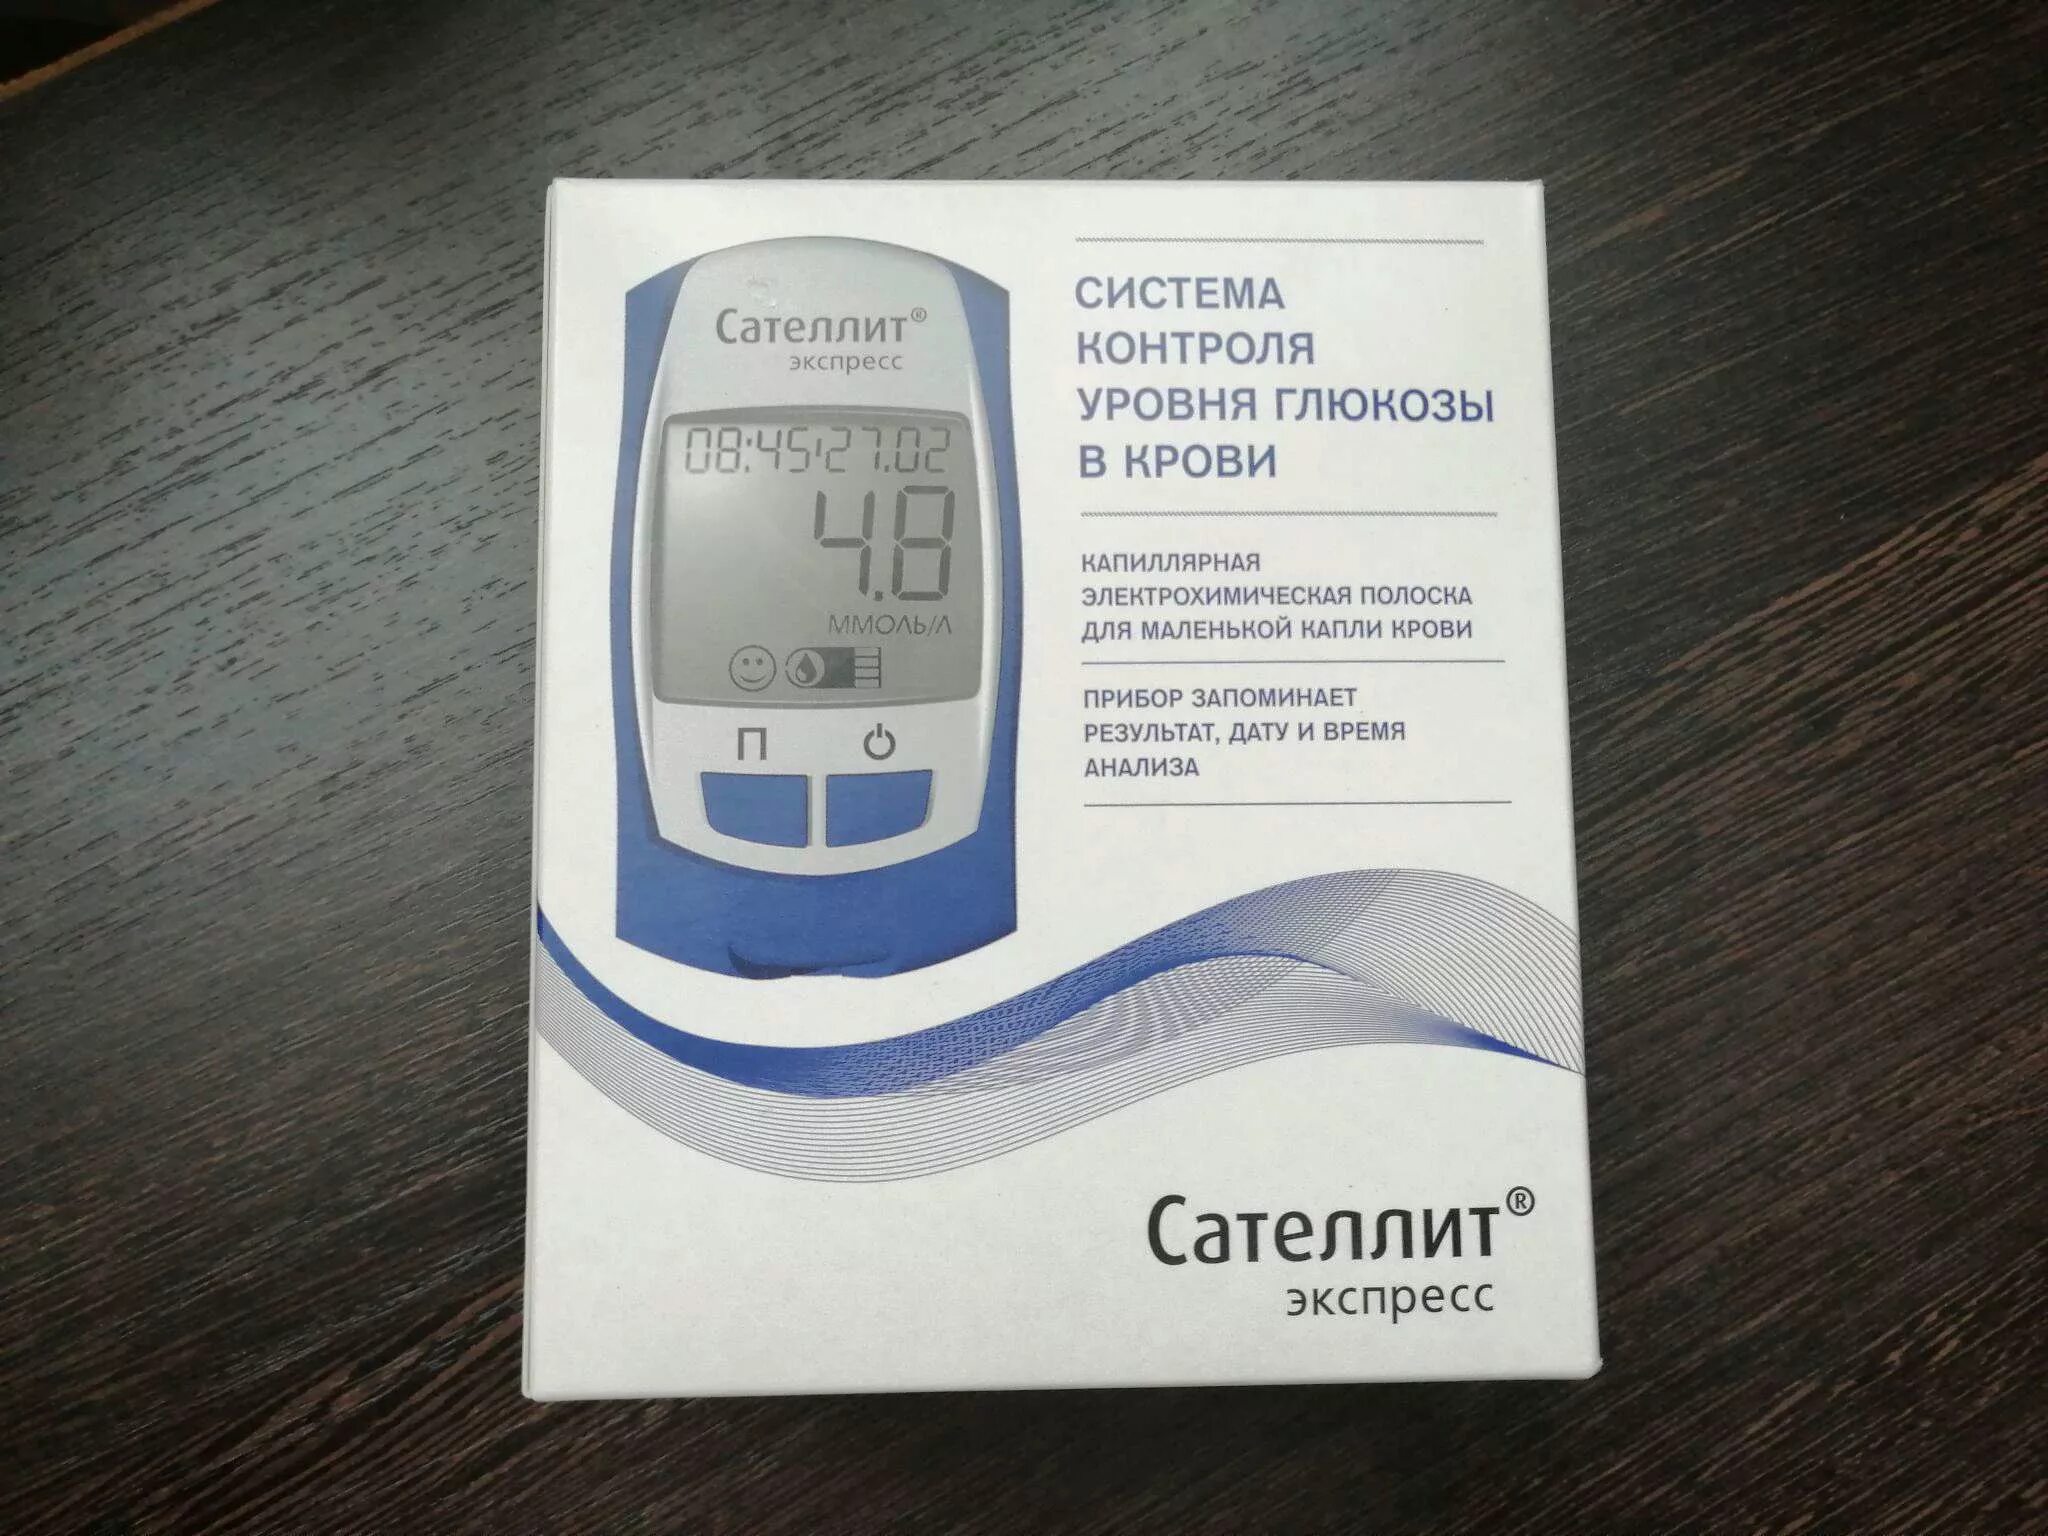 Сателлит®
экспресс
08:45 27.02
4.8
ММОЛЬ/Л
П
СИСТЕМА
КОНТРОЛЯ
УРОВНЯ ГЛЮКОЗЫ
В КРОВИ
КАПИЛЛЯРНАЯ
ЭЛЕКТРОХИМИЧЕСКАЯ ПОЛОСКА
ДЛЯ МАЛЕНЬКОЙ КАПЛИ КРОВИ
ПРИБОР ЗАПОМИНАЕТ
РЕЗУЛЬТАТ, ДАТУ И ВРЕМЯ
АНАЛИЗА
Сателлит®
экспресс